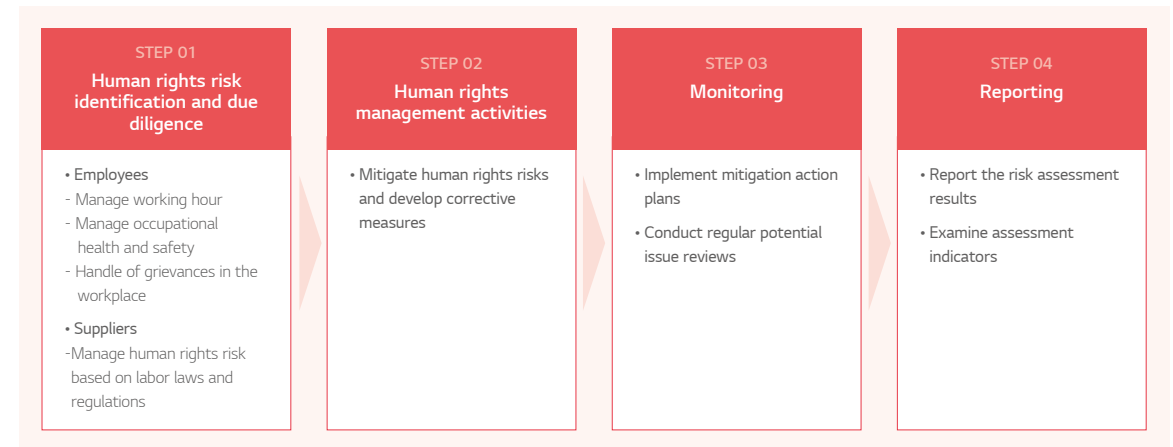 STEP 01
Human rights risk
identification and due
diligence
• Employees
- Manage working hour
- Manage occupational
health and safety
- Handle of grievances in the
workplace
• Suppliers
-Manage human rights risk
based on labor laws and
regulations
STEP 02
Human rights
management activities
• Mitigate human rights risks
and develop corrective
measures
STEP 03
Monitoring
• Implement mitigation action
plans
• Conduct regular potential
issue reviews
STEP 04
Reporting
• Report the risk assessment
results
• Examine assessment
indicators